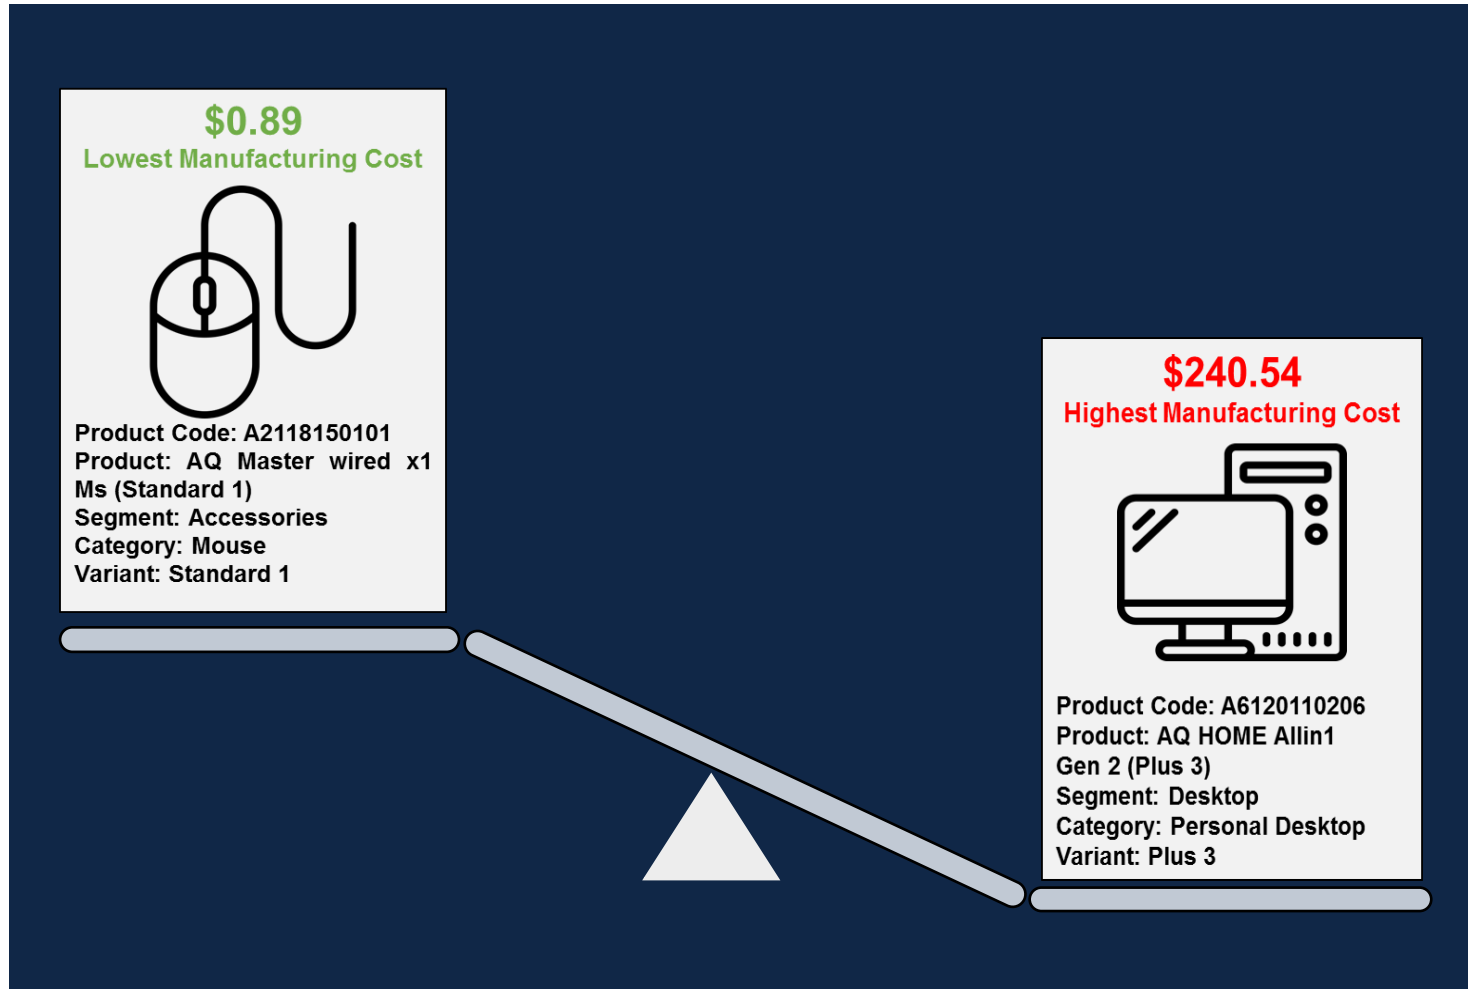 $0.89
Lowest Manufacturing Cost
Product Code: A2118150101
Product: AQ Master wired x1
Ms (Standard 1)
Segment: Accessories
Category: Mouse
Variant: Standard 1
$240.54
Highest Manufacturing Cost
Product Code: A6120110206
Product: AQ HOME Allin1
Gen 2 (Plus 3)
Segment: Desktop
Category: Personal Desktop
Variant: Plus 3